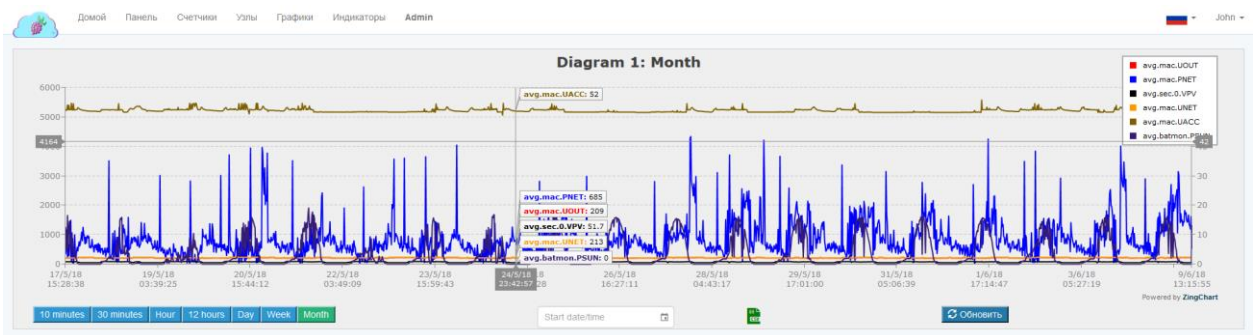 Домой Панель Счетчики Узлы Графики Индикаторы Admin John
Diagram 1: Month
avg.mac.UOUT
avg.mac.PNET
avg.sec.0.VPV
avg.mac.UNET
avg.mac.UACC
avg.batmon.PSUN
6000
avg.mac.UACC: 52
5000
4164 42
3000 30
avg.mac.PNET: 685
2000 20
avg.mac.UOUT: 209
avg.sec.0.VPV: 51.7
1000 10
avg.mac.UNET: 213
avg.batmon.PSUN: 0
0 0
17/5/18 19/5/18 20/5/18 22/5/18 23/5/18 24/5/18 26/5/18 28/5/18 29/5/18 31/5/18 1/6/18 3/6/18 9/6/18
15:28:38 03:39:25 15:44:12 03:49:09 15:59:43 23:42:57 16:27:11 04:43:17 17:01:00 05:06:39 17:14:47 05:27:19 13:15:55
Powered by ZingChart
10 minutes 30 minutes Hour 12 hours Day Week Month Start date/time Обновить